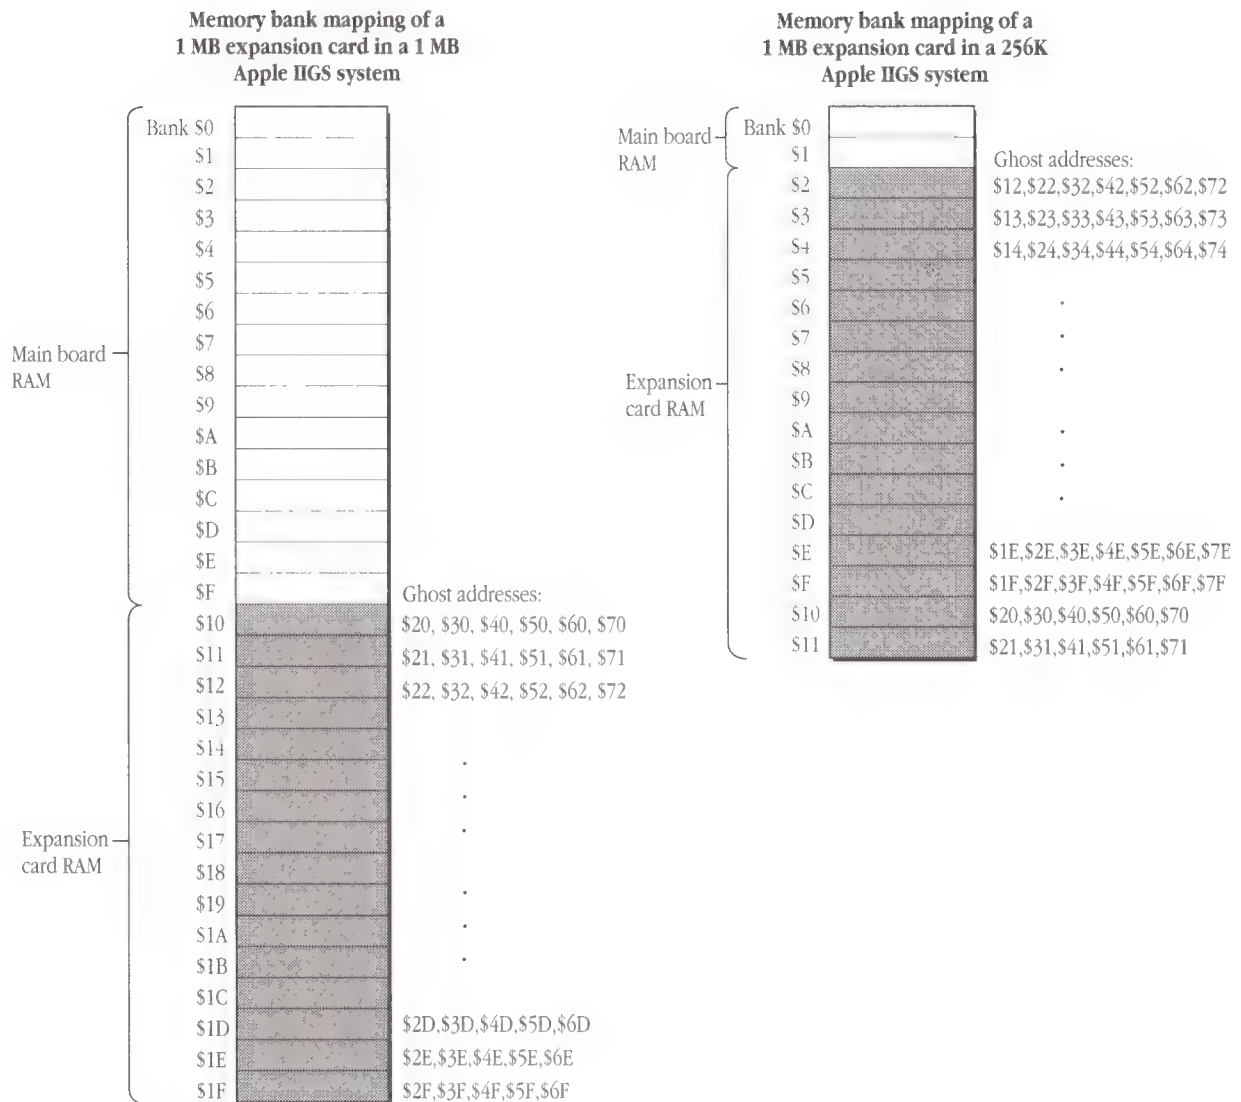 Memory bank mapping of a
1 MB expansion card in a 1 MB
Apple IIGS system
Bank $0
$1
$2
$3
$4
$5
$6
$7
$8
$9
$A
$B
$C
$D
$E
$F
$10
$11
$12
$13
$14
$15
$16
$17
$18
$19
$1A
$1B
$1C
$1D
$1E
$1F
Main board
RAM
Expansion
card RAM
Ghost addresses:
$20, $30, $40, $50, $60, $70
$21, $31, $41, $51, $61, $71
$22, $32, $42, $52, $62, $72
$2D,$3D,$4D,$5D,$6D
$2E,$3E,$4E,$5E,$6E
$2F,$3F,$4F,$5F,$6F
Memory bank mapping of a
1 MB expansion card in a 256K
Apple IIGS system
Main board
RAM
Expansion
card RAM
Bank $0
$1
$2
$3
$4
$5
$6
$7
$8
$9
$A
$B
$C
$D
$E
$F
$10
$11
Ghost addresses:
$12,$22,$32,$42,$52,$62,$72
$13,$23,$33,$43,$53,$63,$73
$14,$24,$34,$44,$54,$64,$74
$1E,$2E,$3E,$4E,$5E,$6E,$7E
$1F,$2F,$3F,$4F,$5F,$6F,$7F
$20,$30,$40,$50,$60,$70
$21,$31,$41,$51,$61,$71